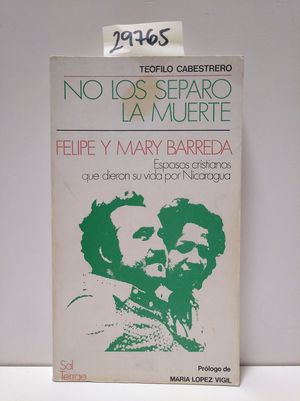 29765
TEOFILO CABESTRERO
NO LOS SEPARO
LA MUERTE
FELIPE Y MARY BARREDA
Esposos cristianos
que dieron su vida por Nicaragua
Sal
Terrae
Prólogo de
MARIA LOPEZ VIGIL